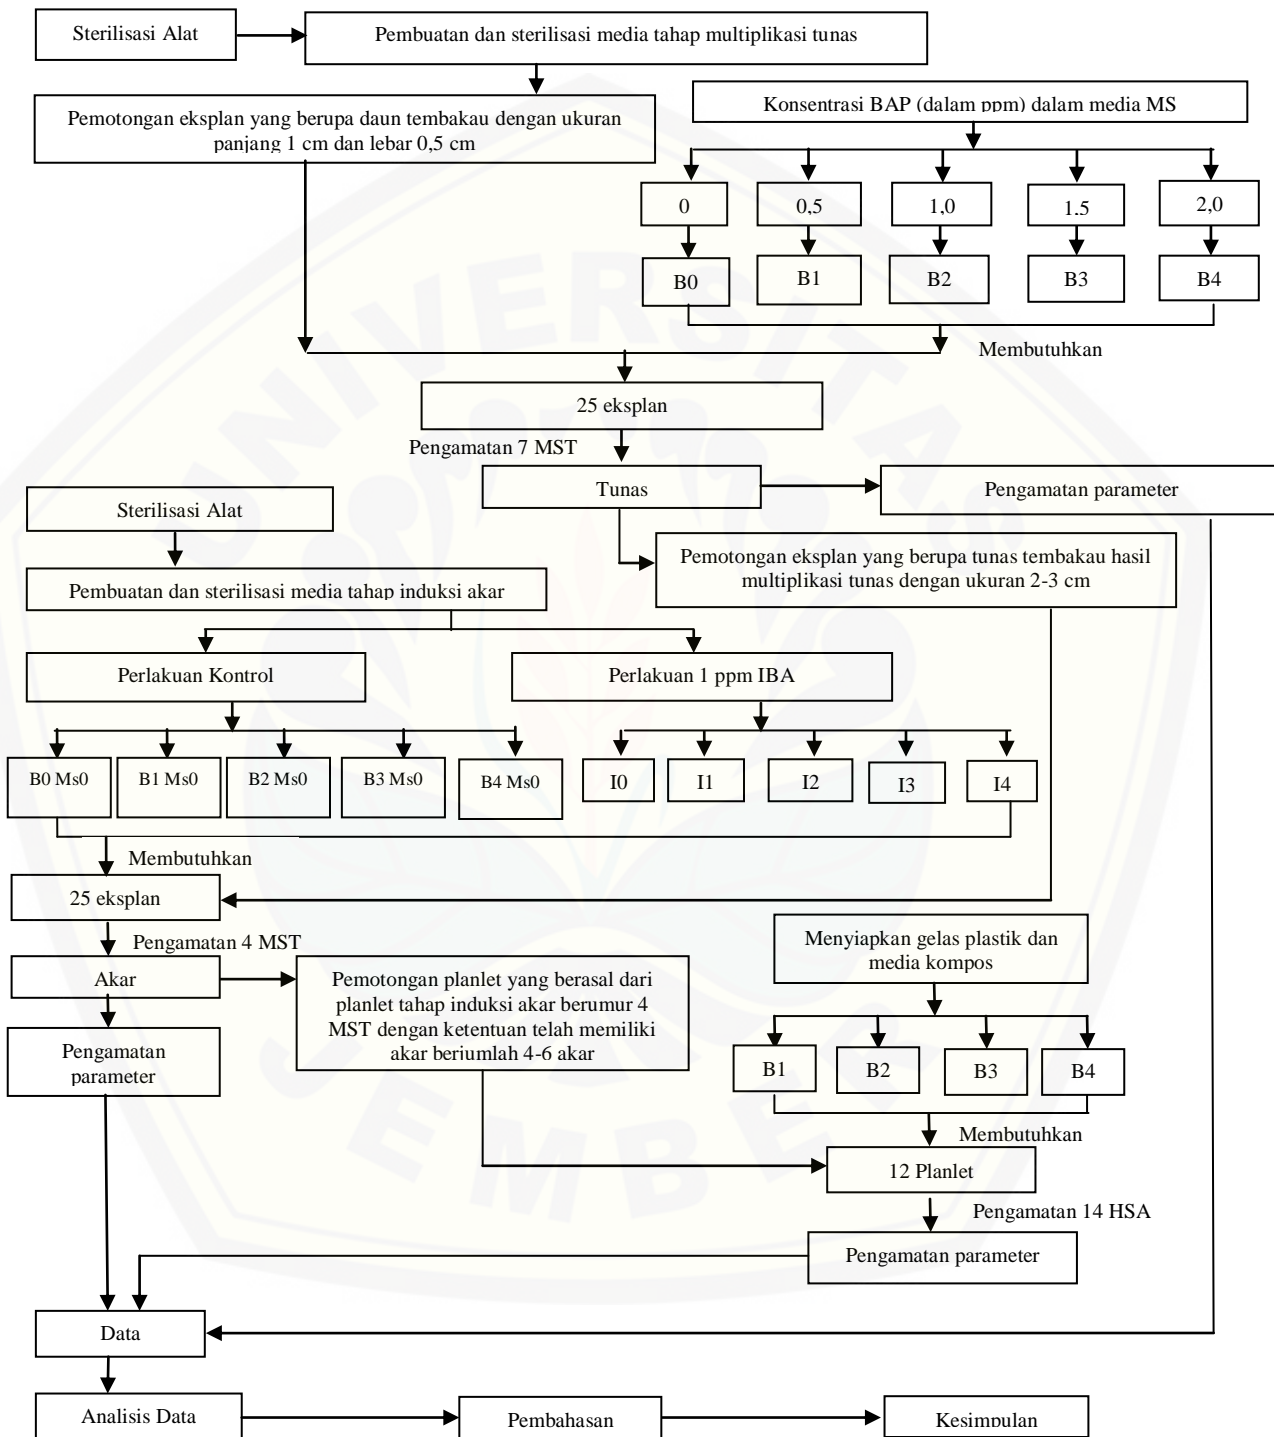 Sterilisasi Alat
Pembuatan dan sterilisasi media tahap multiplikasi tunas
Pemotongan eksplan yang berupa daun tembakau dengan ukuran
panjang 1 cm dan lebar 0,5 cm
Konsentrasi BAP (dalam ppm) dalam media MS
0
0,5
1,0
1,5
2,0
B0
B1
B2
B3
B4
Membutuhkan
25 eksplan
Pengamatan 7 MST
Tunas
Pengamatan parameter
Sterilisasi Alat
Pemotongan eksplan yang berupa tunas tembakau hasil
multiplikasi tunas dengan ukuran 2-3 cm
Pembuatan dan sterilisasi media tahap induksi akar
Perlakuan Kontrol
Perlakuan 1 ppm IBA
B0 Ms0
B1 Ms0
B2 Ms0
B3 Ms0
B4 Ms0
I0
I1
I2
I3
I4
Membutuhkan
25 eksplan
Pengamatan 4 MST
Akar
Pemotongan planlet yang berasal dari
planlet tahap induksi akar berumur 4
MST dengan ketentuan telah memiliki
akar berjumlah 4-6 akar
Menyiapkan gelas plastik dan
media kompos
Pengamatan
parameter
B1
B2
B3
B4
Membutuhkan
12 Planlet
Pengamatan 14 HSA
Pengamatan parameter
Data
Analisis Data
Pembahasan
Kesimpulan
UNIVERSITAS
JEMBER